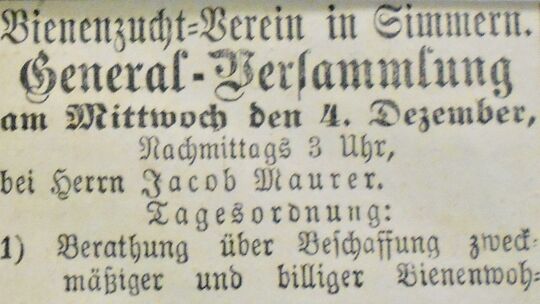 Bienenzucht=Verein in Simmern.
General-Versammlung
am Mittwoch den 4. Dezember,
Nachmittags 3 Uhr,
bei Herrn Jacob Maurer.
Tagesordnung:
1) Berathung über Beschaffung zweck=
mäßiger und billiger Bienenwoh=